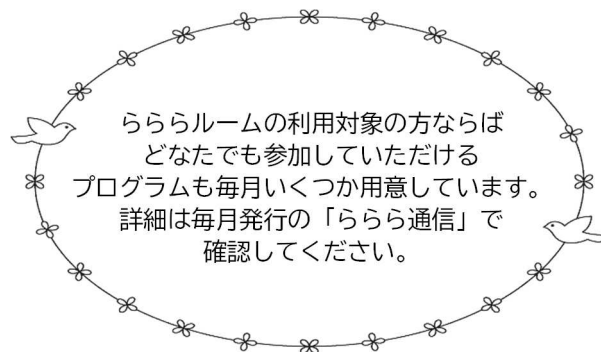 らららルームの利用対象の方ならば
どなたでも参加していただける
プログラムも毎月いくつか用意しています。
詳細は毎月発行の「ららら通信」で
確認してください。